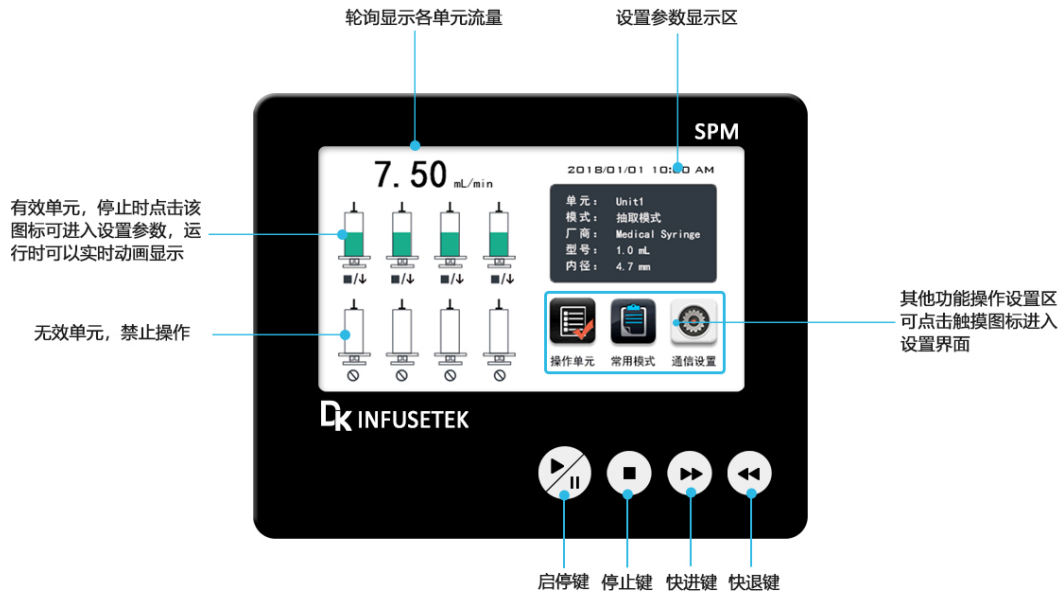 轮询显示各单元流量
设置参数显示区
SPM
7.50 mL/min
2018/01/01 10:00 AM
有效单元，停止时点击该
图标可进入设置参数，运
行时可以实时动画显示
单元： Unit1
模式： 抽取模式
厂商： Medical Syringe
型号： 1.0 mL
内径： 4.7 mm
■/↓ ■/↓ ■/↓ ■/↓
无效单元，禁止操作
其他功能操作设置区
可点击触摸图标进入
设置界面
操作单元 常用模式 通信设置
DK INFUSETEK
启停键 停止键 快进键 快退键